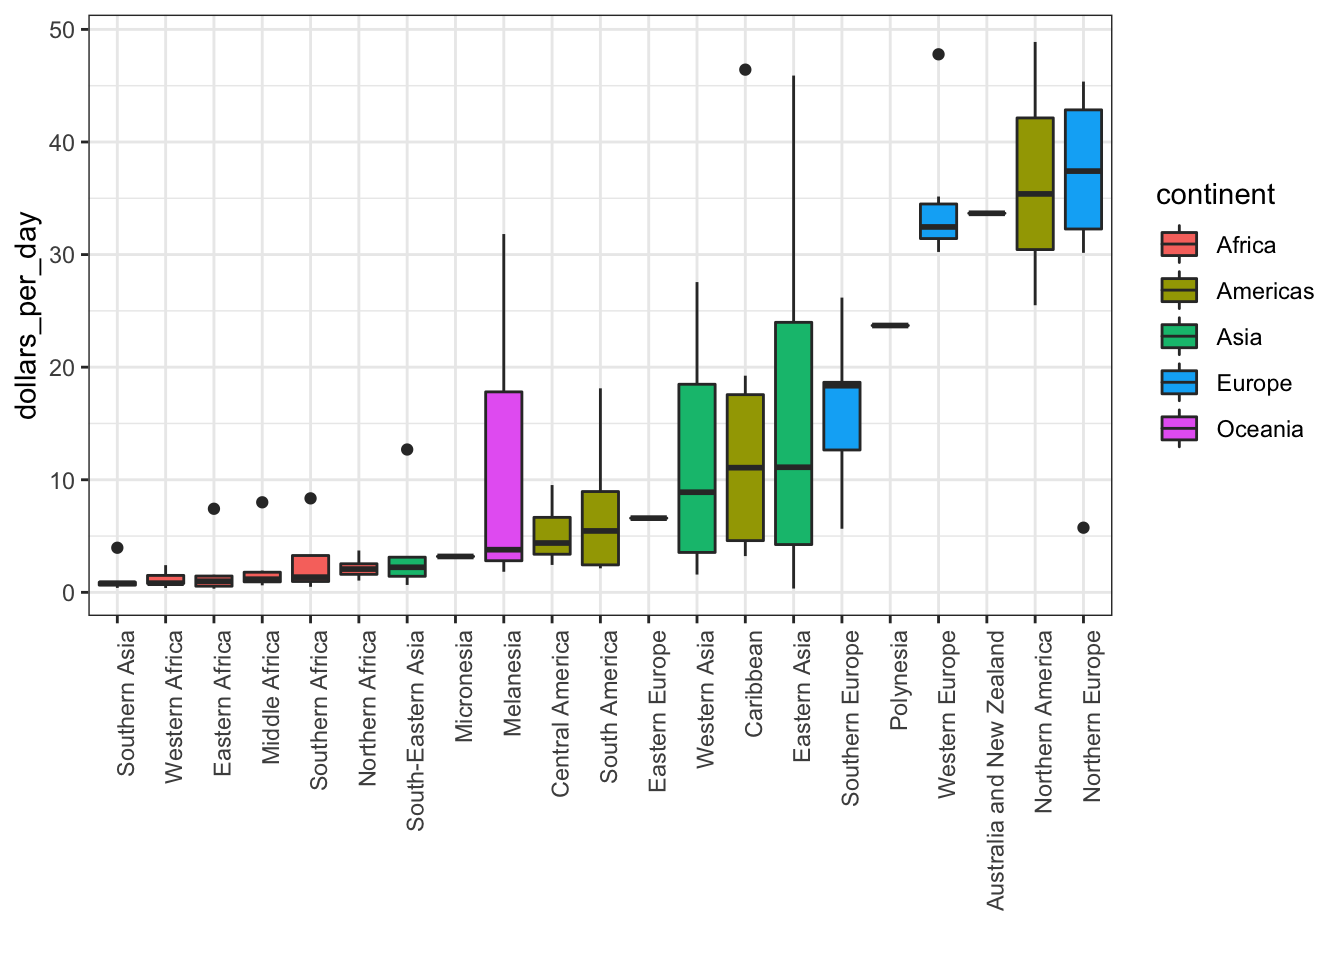 dollars_per_day
50
40
30
20
10
0
Southern Asia
Western Africa
Eastern Africa
Middle Africa
Southern Africa
Northern Africa
South-Eastern Asia
Micronesia
Melanesia
Central America
South America
Eastern Europe
Western Asia
Caribbean
Eastern Asia
Southern Europe
Polynesia
Western Europe
Australia and New Zealand
Northern America
Northern Europe
continent
Africa
Americas
Asia
Europe
Oceania